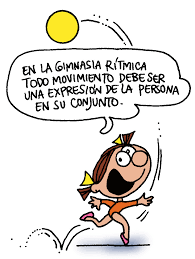 EN LA GIMNASIA RÍTMICA
TODO MOVIMIENTO DEBE SER
UNA EXPRESIÓN DE LA PERSONA
EN SU CONJUNTO.